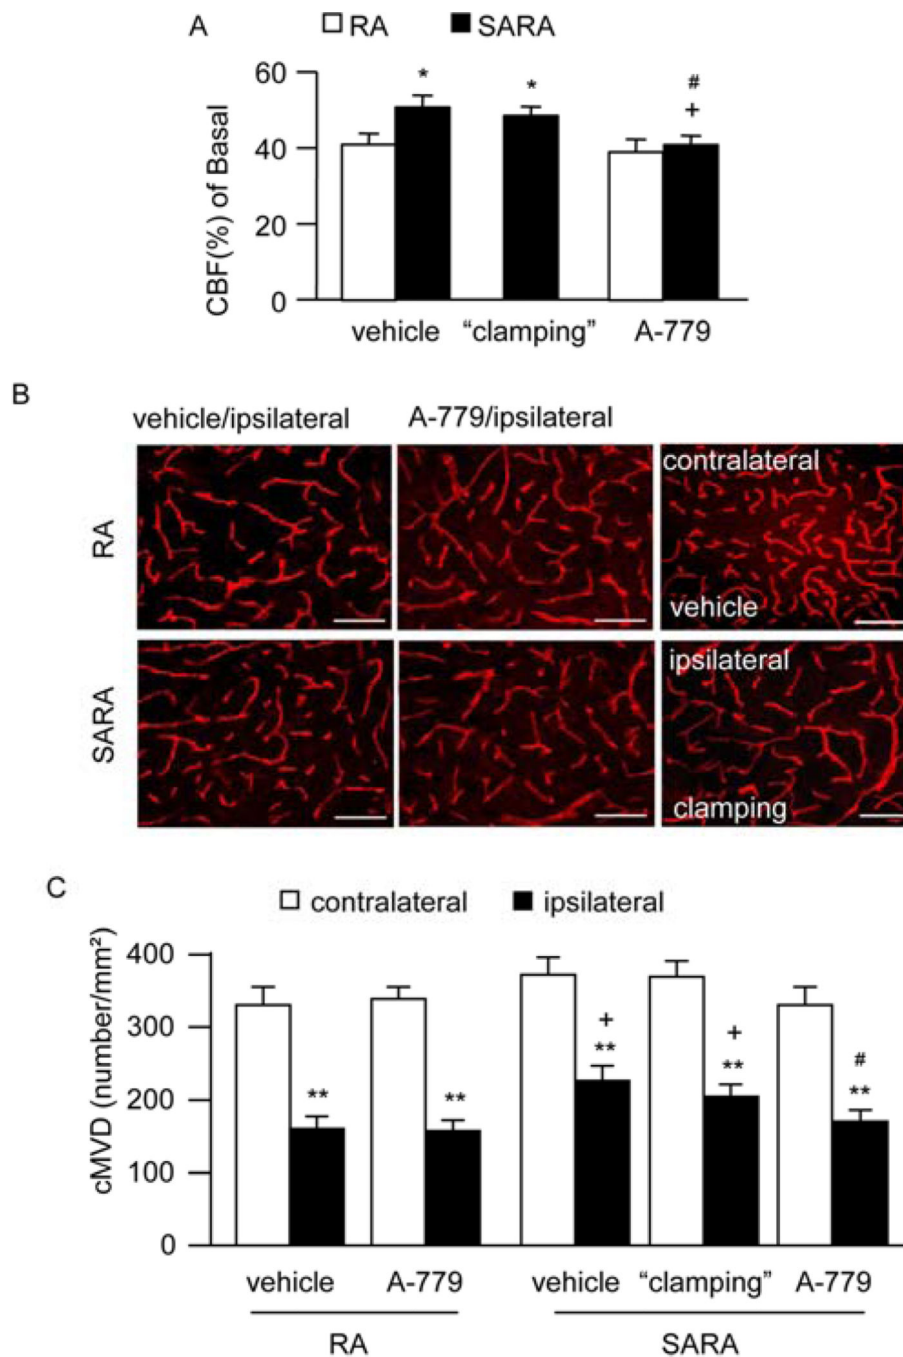 A
RA SARA
CBF(%) of Basal
60
40
20
0
* * # +
vehicle “clamping” A-779
B
vehicle/ipsilateral A-779/ipsilateral
RA
contralateral
vehicle
SARA
ipsilateral
clamping
C
contralateral ipsilateral
cMVD (number/mm²)
400
300
200
100
0
** ** + ** + ** # **
vehicle A-779 vehicle “clamping” A-779
RA SARA